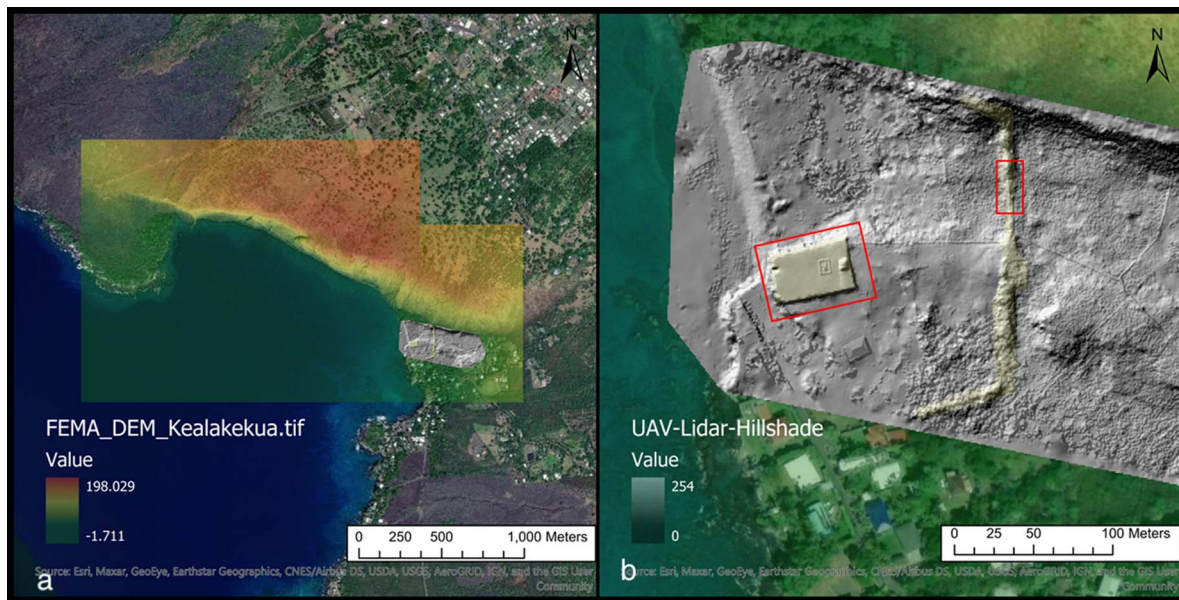 N
FEMA_DEM_Kealakekua.tif
Value
198.029
-1.711
0 250 500 1,000 Meters
Source: Esri, Maxar, GeoEye, Earthstar Geographics, CNES/Airbus DS, USDA, USGS, AeroGRID, IGN, and the GIS User
Community
a
N
UAV-Lidar-Hillshade
Value
254
0
0 25 50 100 Meters
Source: Esri, Maxar, GeoEye, Earthstar Geographics, CNES/Airbus DS, USDA, USGS, AeroGRID, IGN, and the GIS User
Community
b